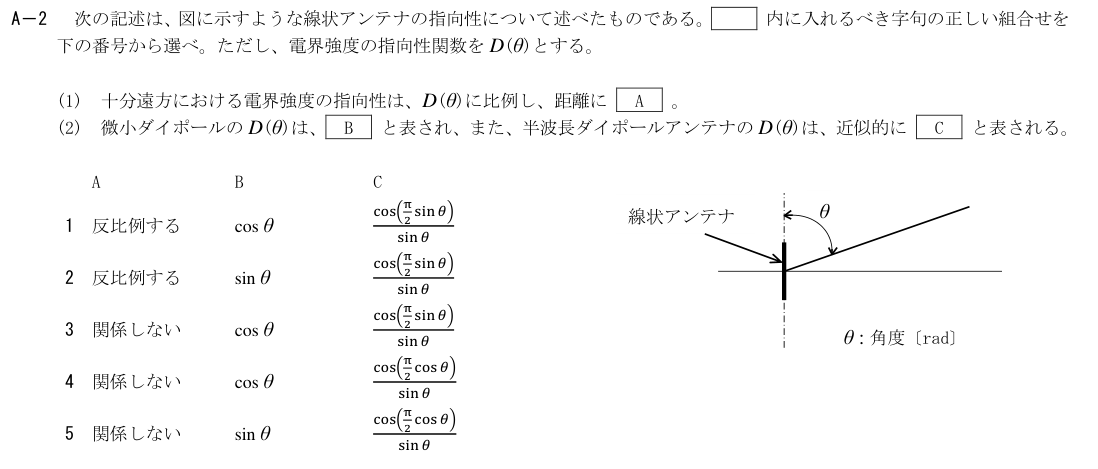 A－2 次の記述は、図に示すような線状アンテナの指向性について述べたものである。　　　内に入れるべき字句の正しい組合せを
下の番号から選べ。ただし、電界強度の指向性関数を D(θ)とする。
(1) 十分遠方における電界強度の指向性は、D(θ)に比例し、距離に A 。
(2) 微小ダイポールの D(θ)は、 B と表され、また、半波長ダイポールアンテナの D(θ)は、近似的に C と表される。
A B C
1 反比例する cos θ cos(π/2 sin θ)/sin θ
2 反比例する sin θ cos(π/2 sin θ)/sin θ
3 関係しない cos θ cos(π/2 sin θ)/sin θ
4 関係しない cos θ cos(π/2 cos θ)/sin θ
5 関係しない sin θ cos(π/2 cos θ)/sin θ
線状アンテナ
θ
θ：角度〔rad〕